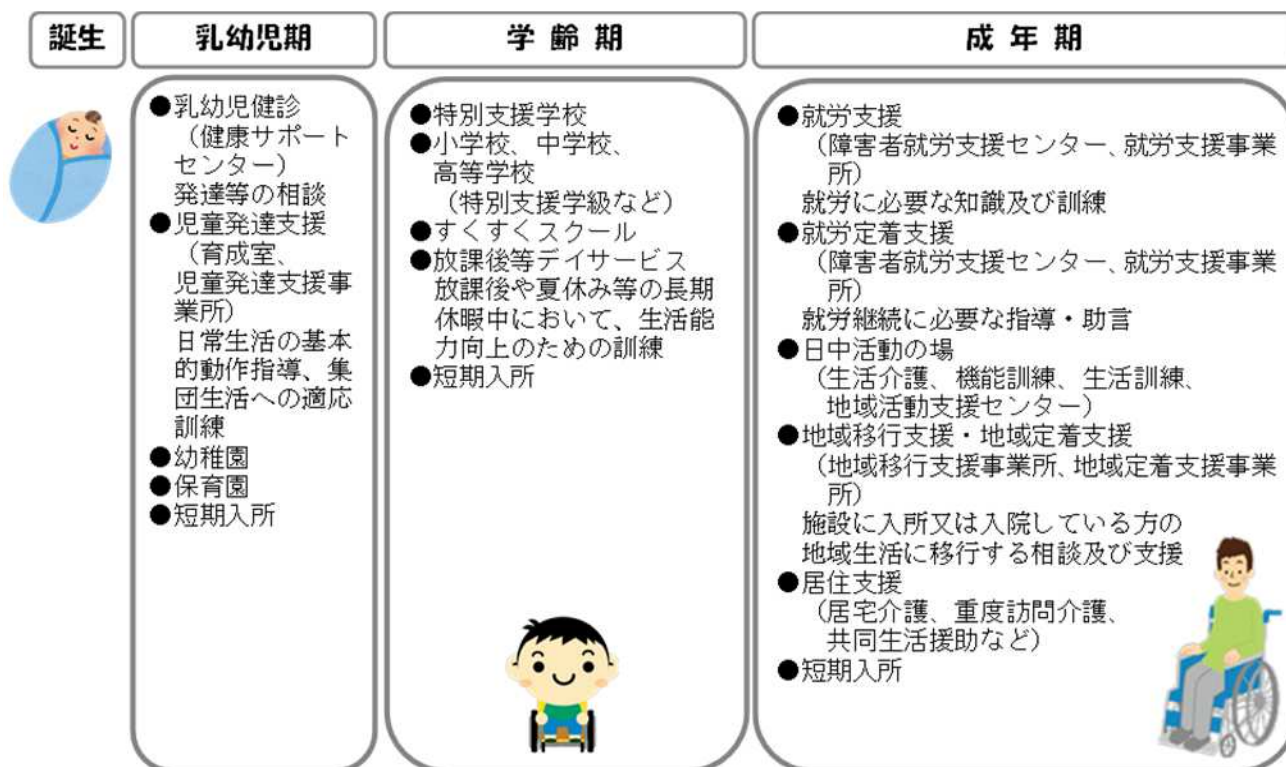 誕生
乳幼児期
学齢期
成年期
●乳幼児健診
（健康サポート
センター）
発達等の相談
●児童発達支援
（育成室、
児童発達支援事
業所）
日常生活の基本
的動作指導、集
団生活への適応
訓練
●幼稚園
●保育園
●短期入所
●特別支援学校
●小学校、中学校、
高等学校
（特別支援学級など）
●すくすくスクール
●放課後等デイサービス
放課後や夏休み等の長期
休暇中において、生活能
力向上のための訓練
●短期入所
●就労支援
（障害者就労支援センター、就労支援事業
所）
就労に必要な知識及び訓練
●就労定着支援
（障害者就労支援センター、就労支援事業
所）
就労継続に必要な指導・助言
●日中活動の場
（生活介護、機能訓練、生活訓練、
地域活動支援センター）
●地域移行支援・地域定着支援
（地域移行支援事業所、地域定着支援事業
所）
施設に入所又は入院している方の
地域生活に移行する相談及び支援
●居住支援
（居宅介護、重度訪問介護、
共同生活援助など）
●短期入所